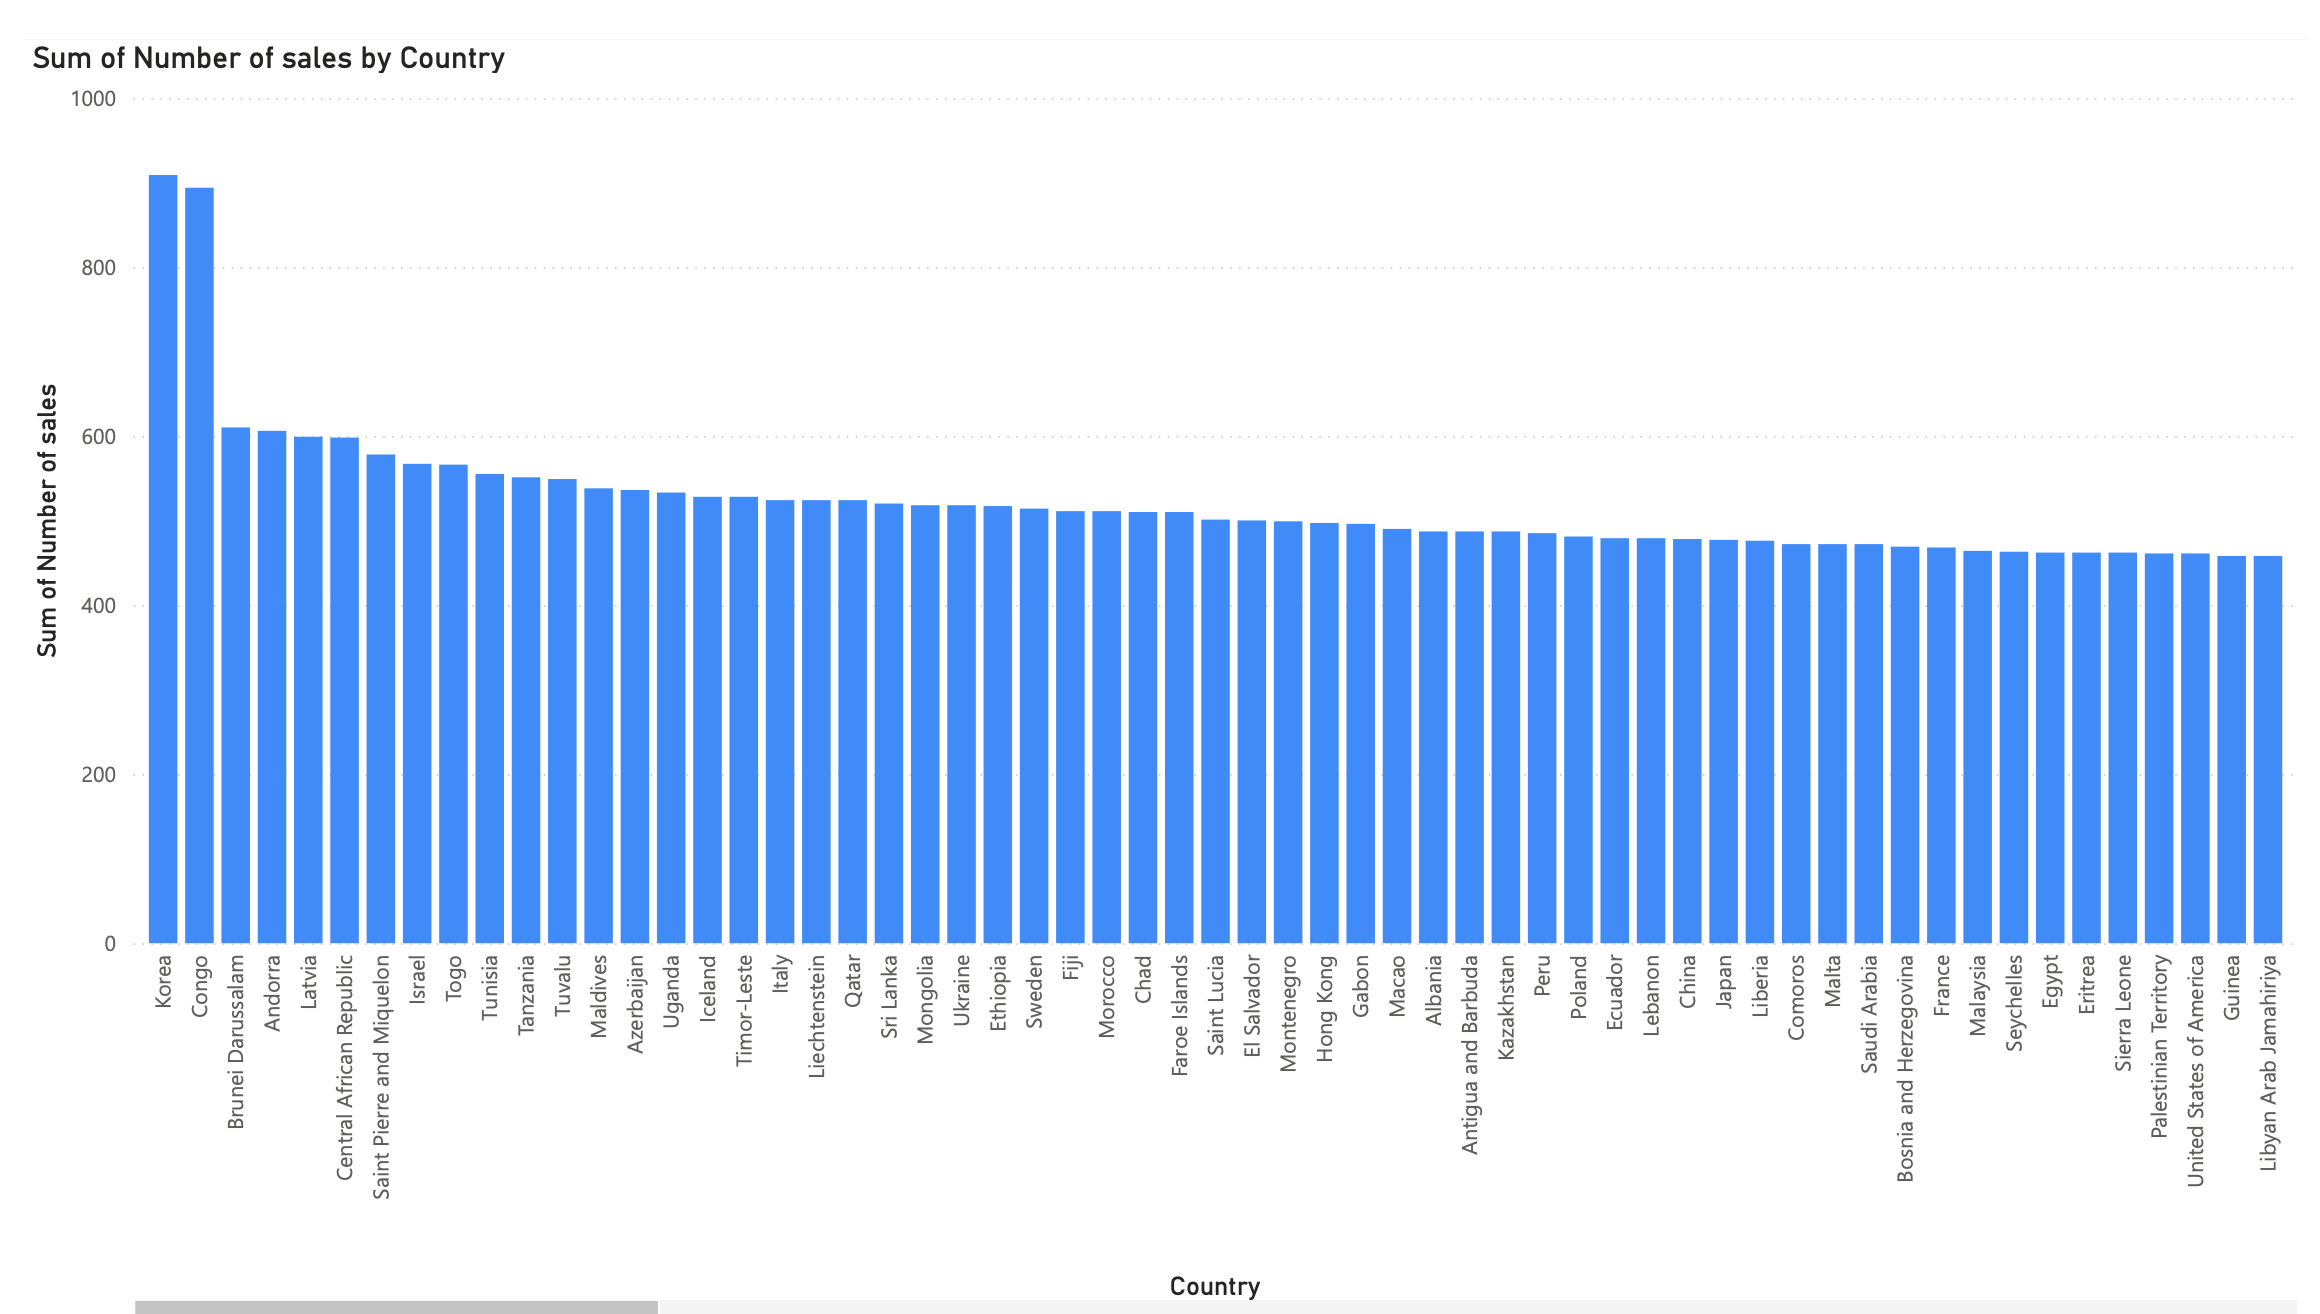 Sum of Number of sales by Country
1000
800
600
400
200
0
Sum of Number of sales
Korea
Congo
Brunei Darussalam
Andorra
Latvia
Central African Republic
Saint Pierre and Miquelon
Israel
Togo
Tunisia
Tanzania
Tuvalu
Maldives
Azerbaijan
Uganda
Iceland
Timor-Leste
Italy
Liechtenstein
Qatar
Sri Lanka
Mongolia
Ukraine
Ethiopia
Sweden
Fiji
Morocco
Chad
Faroe Islands
Saint Lucia
El Salvador
Montenegro
Hong Kong
Gabon
Macao
Albania
Antigua and Barbuda
Kazakhstan
Peru
Poland
Ecuador
Lebanon
China
Japan
Liberia
Comoros
Malta
Saudi Arabia
Bosnia and Herzegovina
France
Malaysia
Seychelles
Egypt
Eritrea
Sierra Leone
Palestinian Territory
United States of America
Guinea
Libyan Arab Jamahiriya
Country